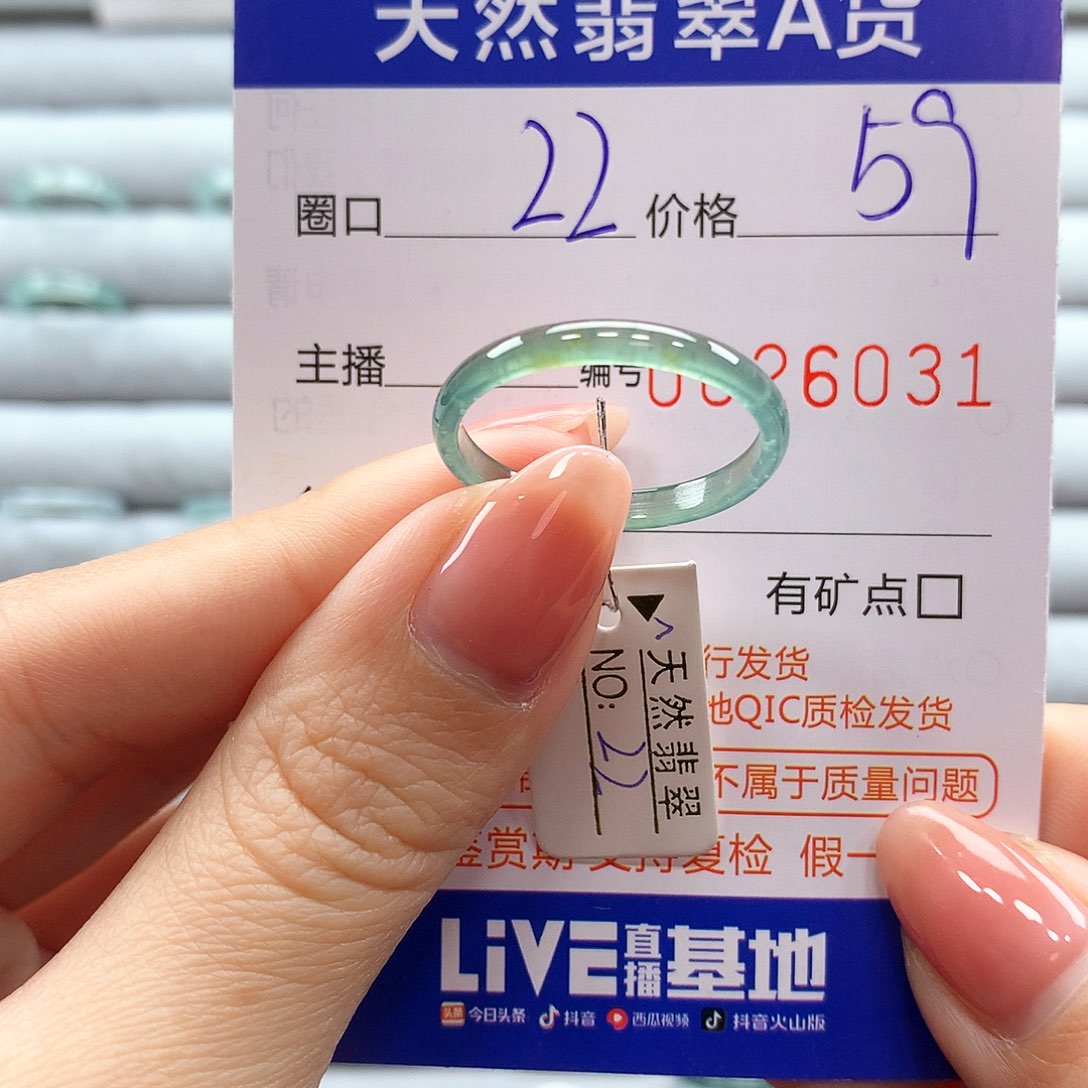 天然翡翠A货
圈口 22 价格 59
主播 编号 26031
有矿点□
行发货
地QIC质检发货
不属于质量问题
鉴赏期 支持复检 假一
天然翡翠
NO: 22
LiVE直播基地
今日头条 抖音 西瓜视频 抖音火山版